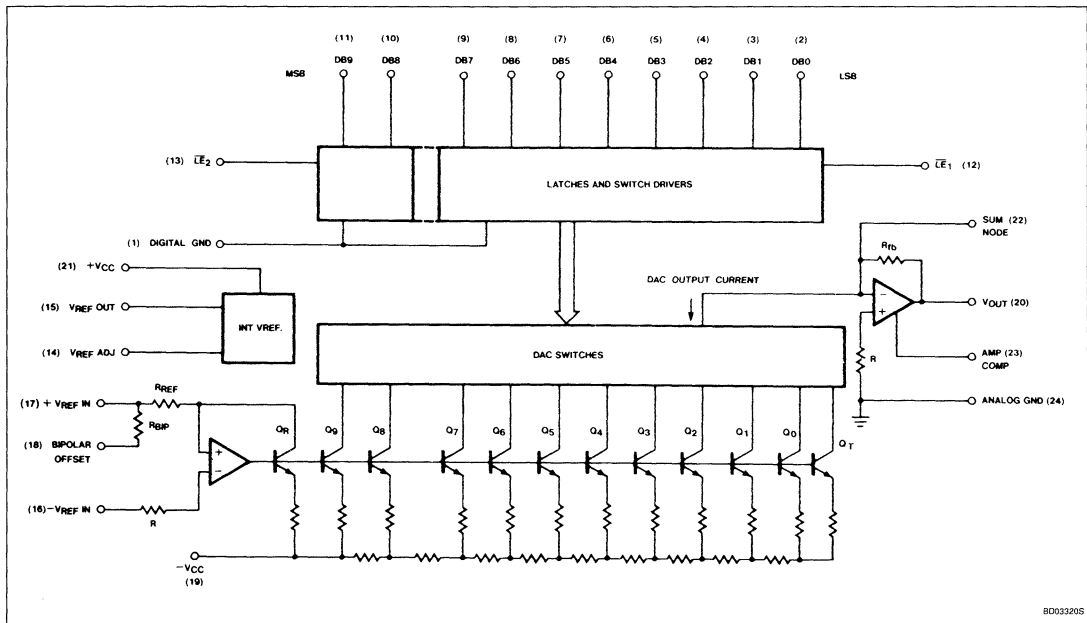 (11) (10) (9) (8) (7) (6) (5) (4) (3) (2)
MSB DB9 DB8 DB7 DB6 DB5 DB4 DB3 DB2 DB1 DB0 LSB
(13) L̅E̅2 LATCHES AND SWITCH DRIVERS L̅E̅1 (12)
(1) DIGITAL GND
SUM (22)
NODE
(21) +VCC
Rfb
DAC OUTPUT CURRENT
(15) VREF OUT
INT VREF.
− +
VOUT (20)
(14) VREF ADJ
DAC SWITCHES
R
AMP (23)
COMP
(17) + VREF IN
RREF
RBIP
ANALOG GND (24)
(18) BIPOLAR
OFFSET
+ −
QR Q9 Q8 Q7 Q6 Q5 Q4 Q3 Q2 Q1 Q0 QT
(16) −VREF IN
R
−VCC
(19)
BD03320S